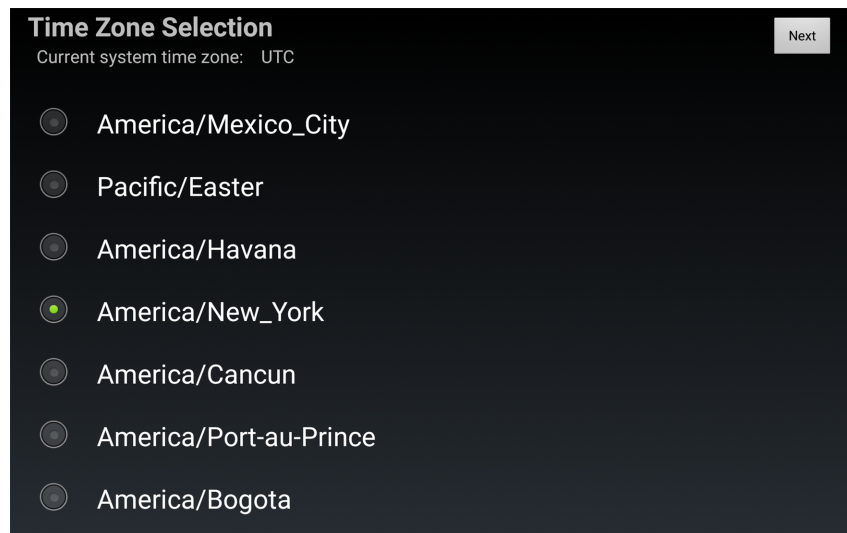 Time Zone Selection
Next
Current system time zone: UTC
America/Mexico_City
Pacific/Easter
America/Havana
America/New_York
America/Cancun
America/Port-au-Prince
America/Bogota